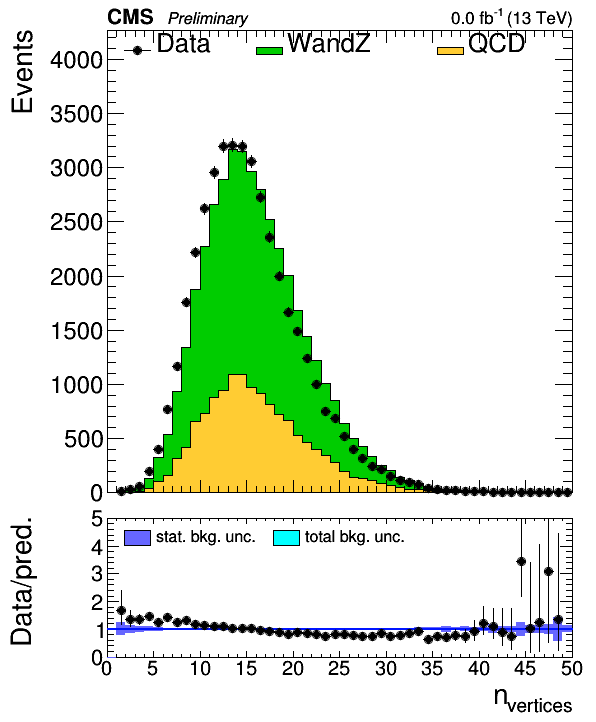 CMS Preliminary 0.0 fb⁻¹ (13 TeV)
Data WandZ QCD
Events
4000
3500
3000
2500
2000
1500
1000
500
0
stat. bkg. unc. total bkg. unc.
Data/pred.
5
4
3
2
1
0
0 5 10 15 20 25 30 35 40 45 50
n_vertices